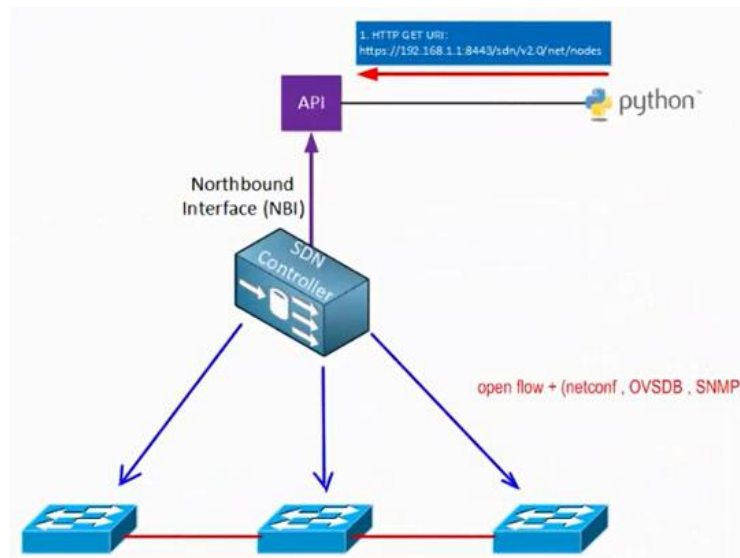 1. HTTP GET URI:
https://192.168.1.1:8443/sdn/v2.0/net/nodes
API
python
Northbound
Interface (NBI)
SDN
Controller
open flow + (netconf , OVSDB , SNMP